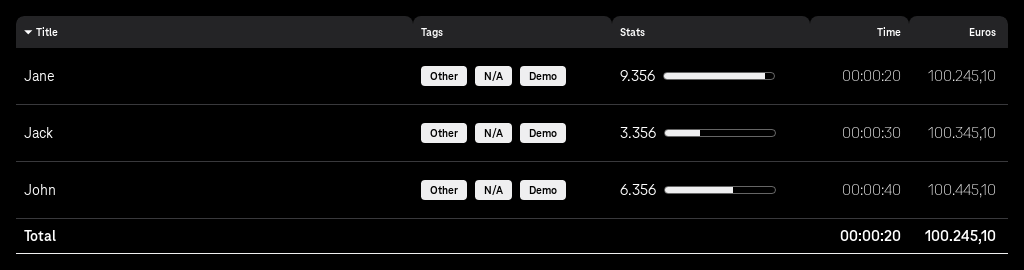 Title Tags Stats Time Euros
Jane Other N/A Demo 9.356 00:00:20 100.245,10
Jack Other N/A Demo 3.356 00:00:30 100.345,10
John Other N/A Demo 6.356 00:00:40 100.445,10
Total 00:00:20 100.245,10